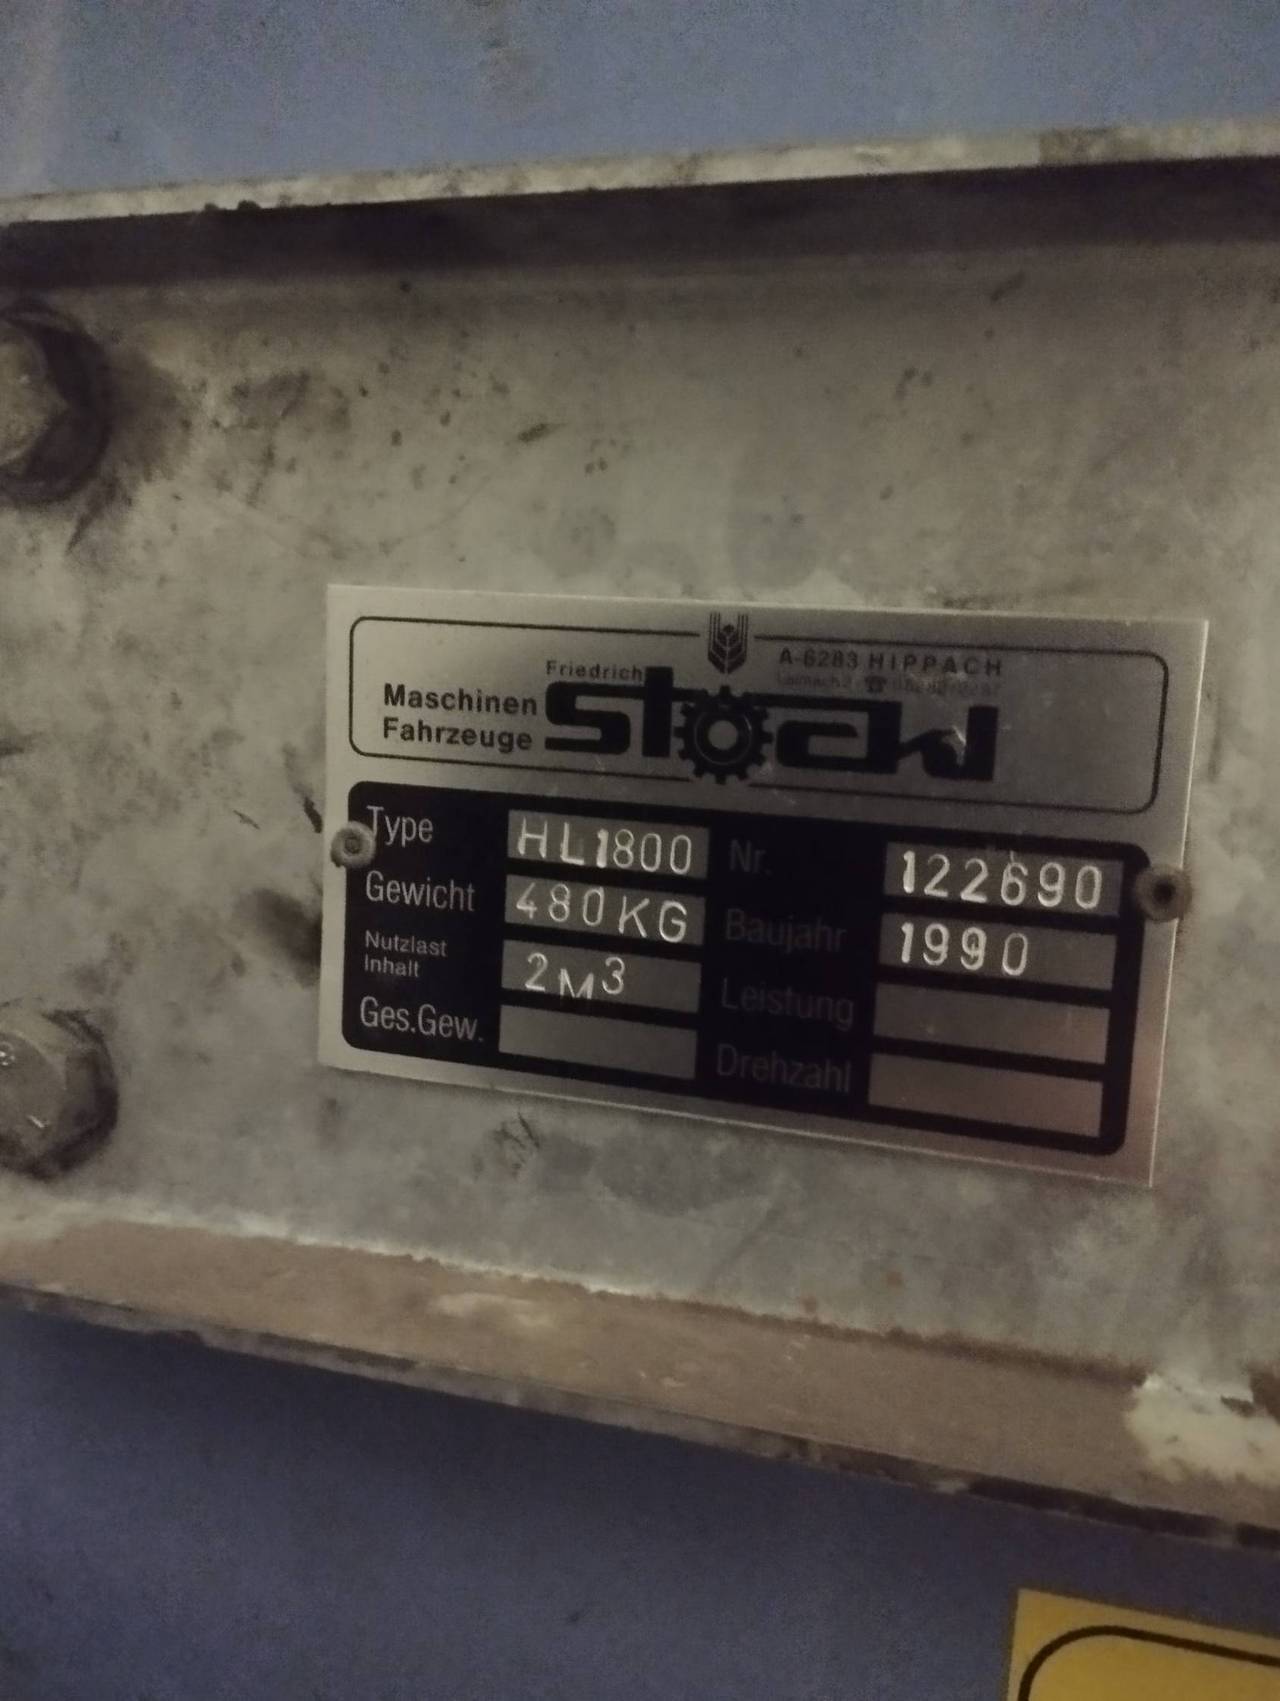 A-6283 HIPPACH
Friedrich
Maschinen
Fahrzeuge
Stöckl
Type HL1800 Nr. 122690
Gewicht 480KG Baujahr 1990
Nutzlast
Inhalt 2M3 Leistung
Ges.Gew. Drehzahl